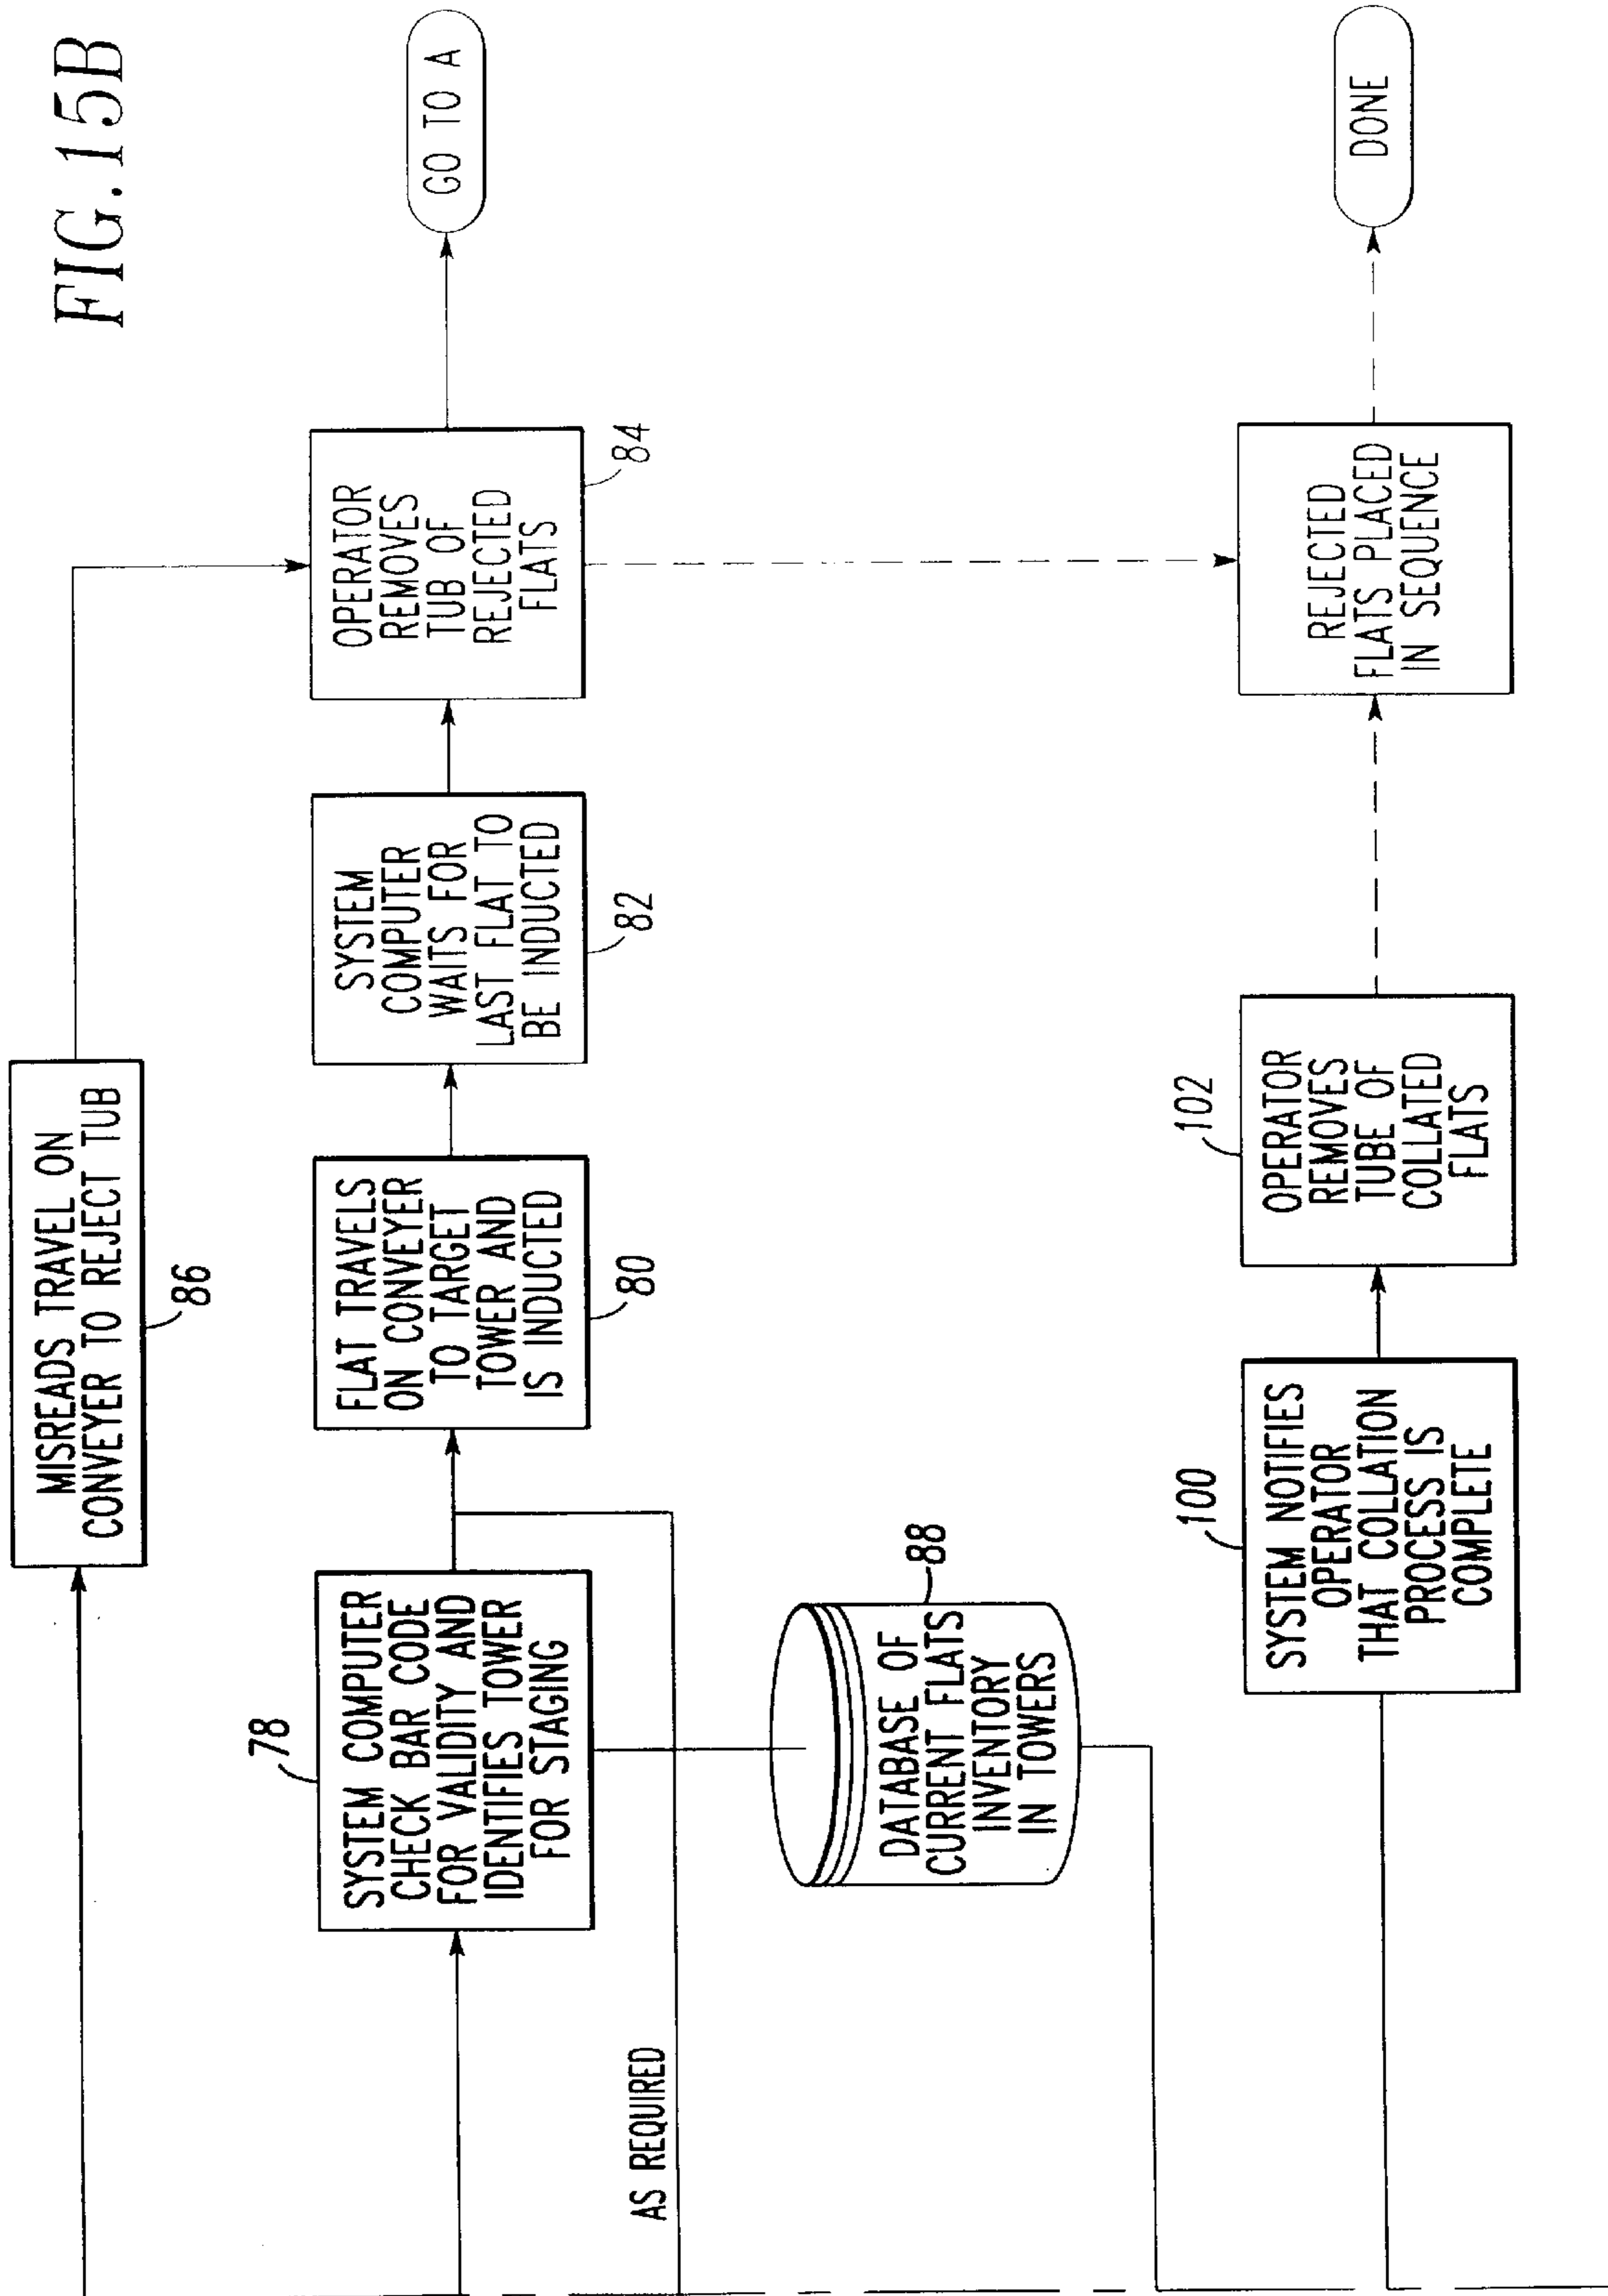 FIG.15B
MISREADS TRAVEL ON
CONVEYER TO REJECT TUB
86
78
SYSTEM COMPUTER
CHECK BAR CODE
FOR VALIDITY AND
IDENTIFIES TOWER
FOR STAGING
FLAT TRAVELS
ON CONVEYER
TO TARGET
TOWER AND
IS INDUCTED
80
SYSTEM
COMPUTER
WAITS FOR
LAST FLAT TO
BE INDUCTED
82
OPERATOR
REMOVES
TUB OF
REJECTED
FLATS
84
GO TO A
AS REQUIRED
88
DATABASE OF
CURRENT FLATS
INVENTORY
IN TOWERS
100
SYSTEM NOTIFIES
OPERATOR
THAT COLLATION
PROCESS IS
COMPLETE
102
OPERATOR
REMOVES
TUBE OF
COLLATED
FLATS
REJECTED
FLATS PLACED
IN SEQUENCE
DONE